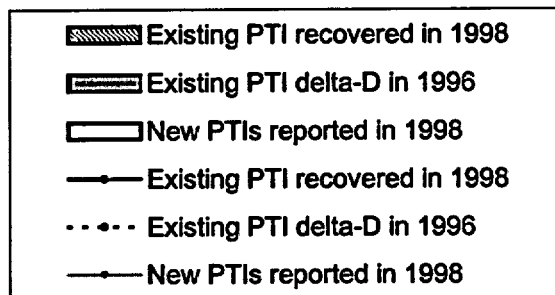 Existing PTI recovered in 1998
Existing PTI delta-D in 1996
New PTIs reported in 1998
Existing PTI recovered in 1998
Existing PTI delta-D in 1996
New PTIs reported in 1998